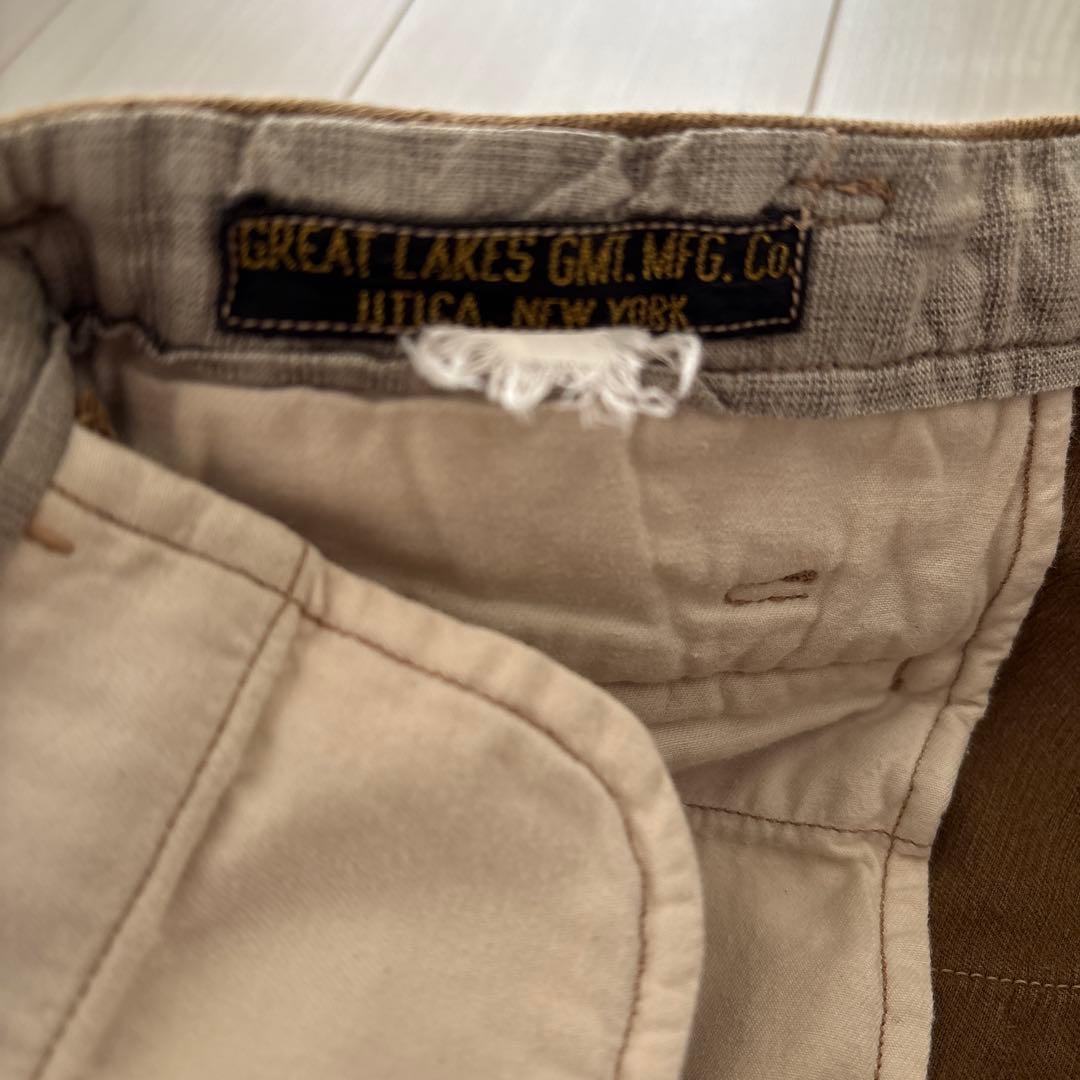 GREAT LAKES GMT. MFG. Co.
UTICA, NEW YORK